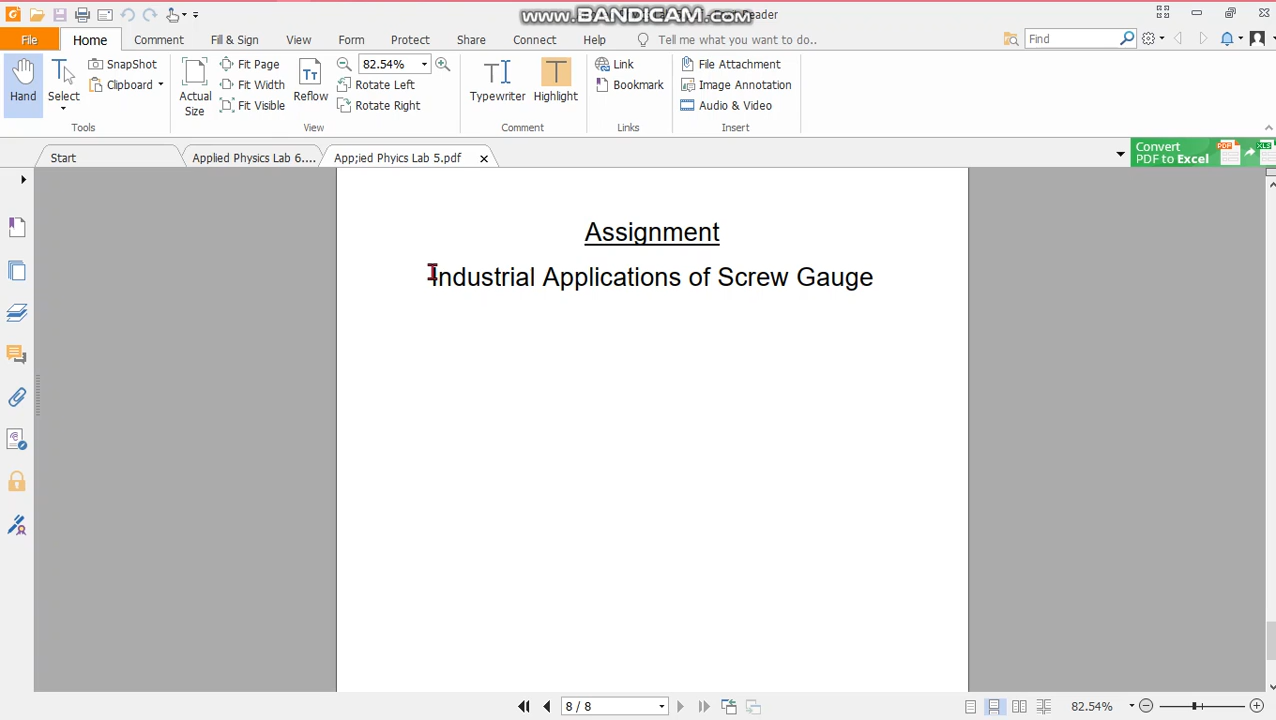 www.BANDICAM.com
Reader
File
Home
Comment
Fill & Sign
View
Form
Protect
Share
Connect
Help
Tell me what you want to do..
Find
Hand
Select
SnapShot
Clipboard
Tools
Actual
Size
Fit Page
Fit Width
Fit Visible
Reflow
82.54%
Rotate Left
Rotate Right
View
Typewriter
Highlight
Comment
Link
Bookmark
Links
File Attachment
Image Annotation
Audio & Video
Insert
Start
Applied Physics Lab 6....
App;ied Phyics Lab 5.pdf
Convert
PDF to Excel
PDF
XLS
Assignment
Industrial Applications of Screw Gauge
8 / 8
82.54%